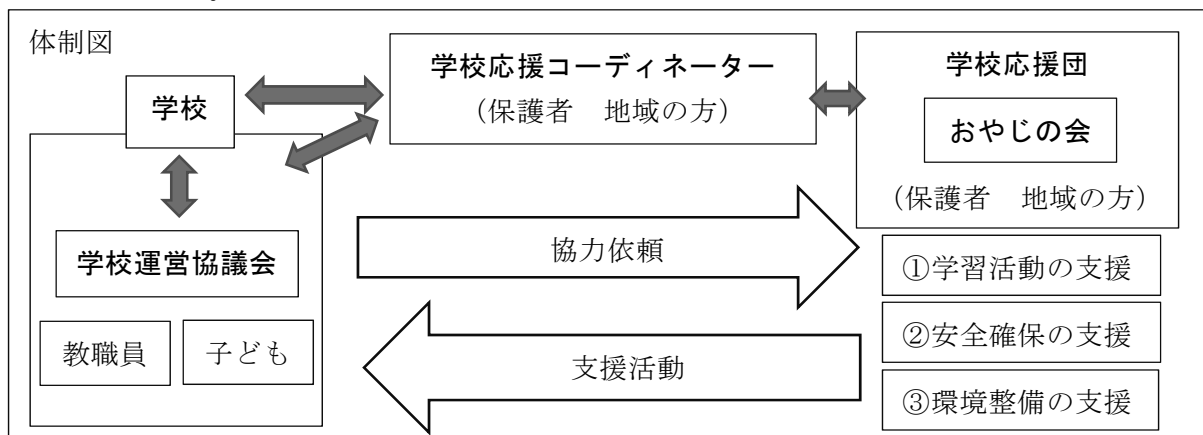 体制図
学校
学校応援コーディネーター
（保護者　地域の方）
学校応援団
おやじの会
（保護者　地域の方）
学校運営協議会
教職員
子ども
協力依頼
支援活動
①学習活動の支援
②安全確保の支援
③環境整備の支援